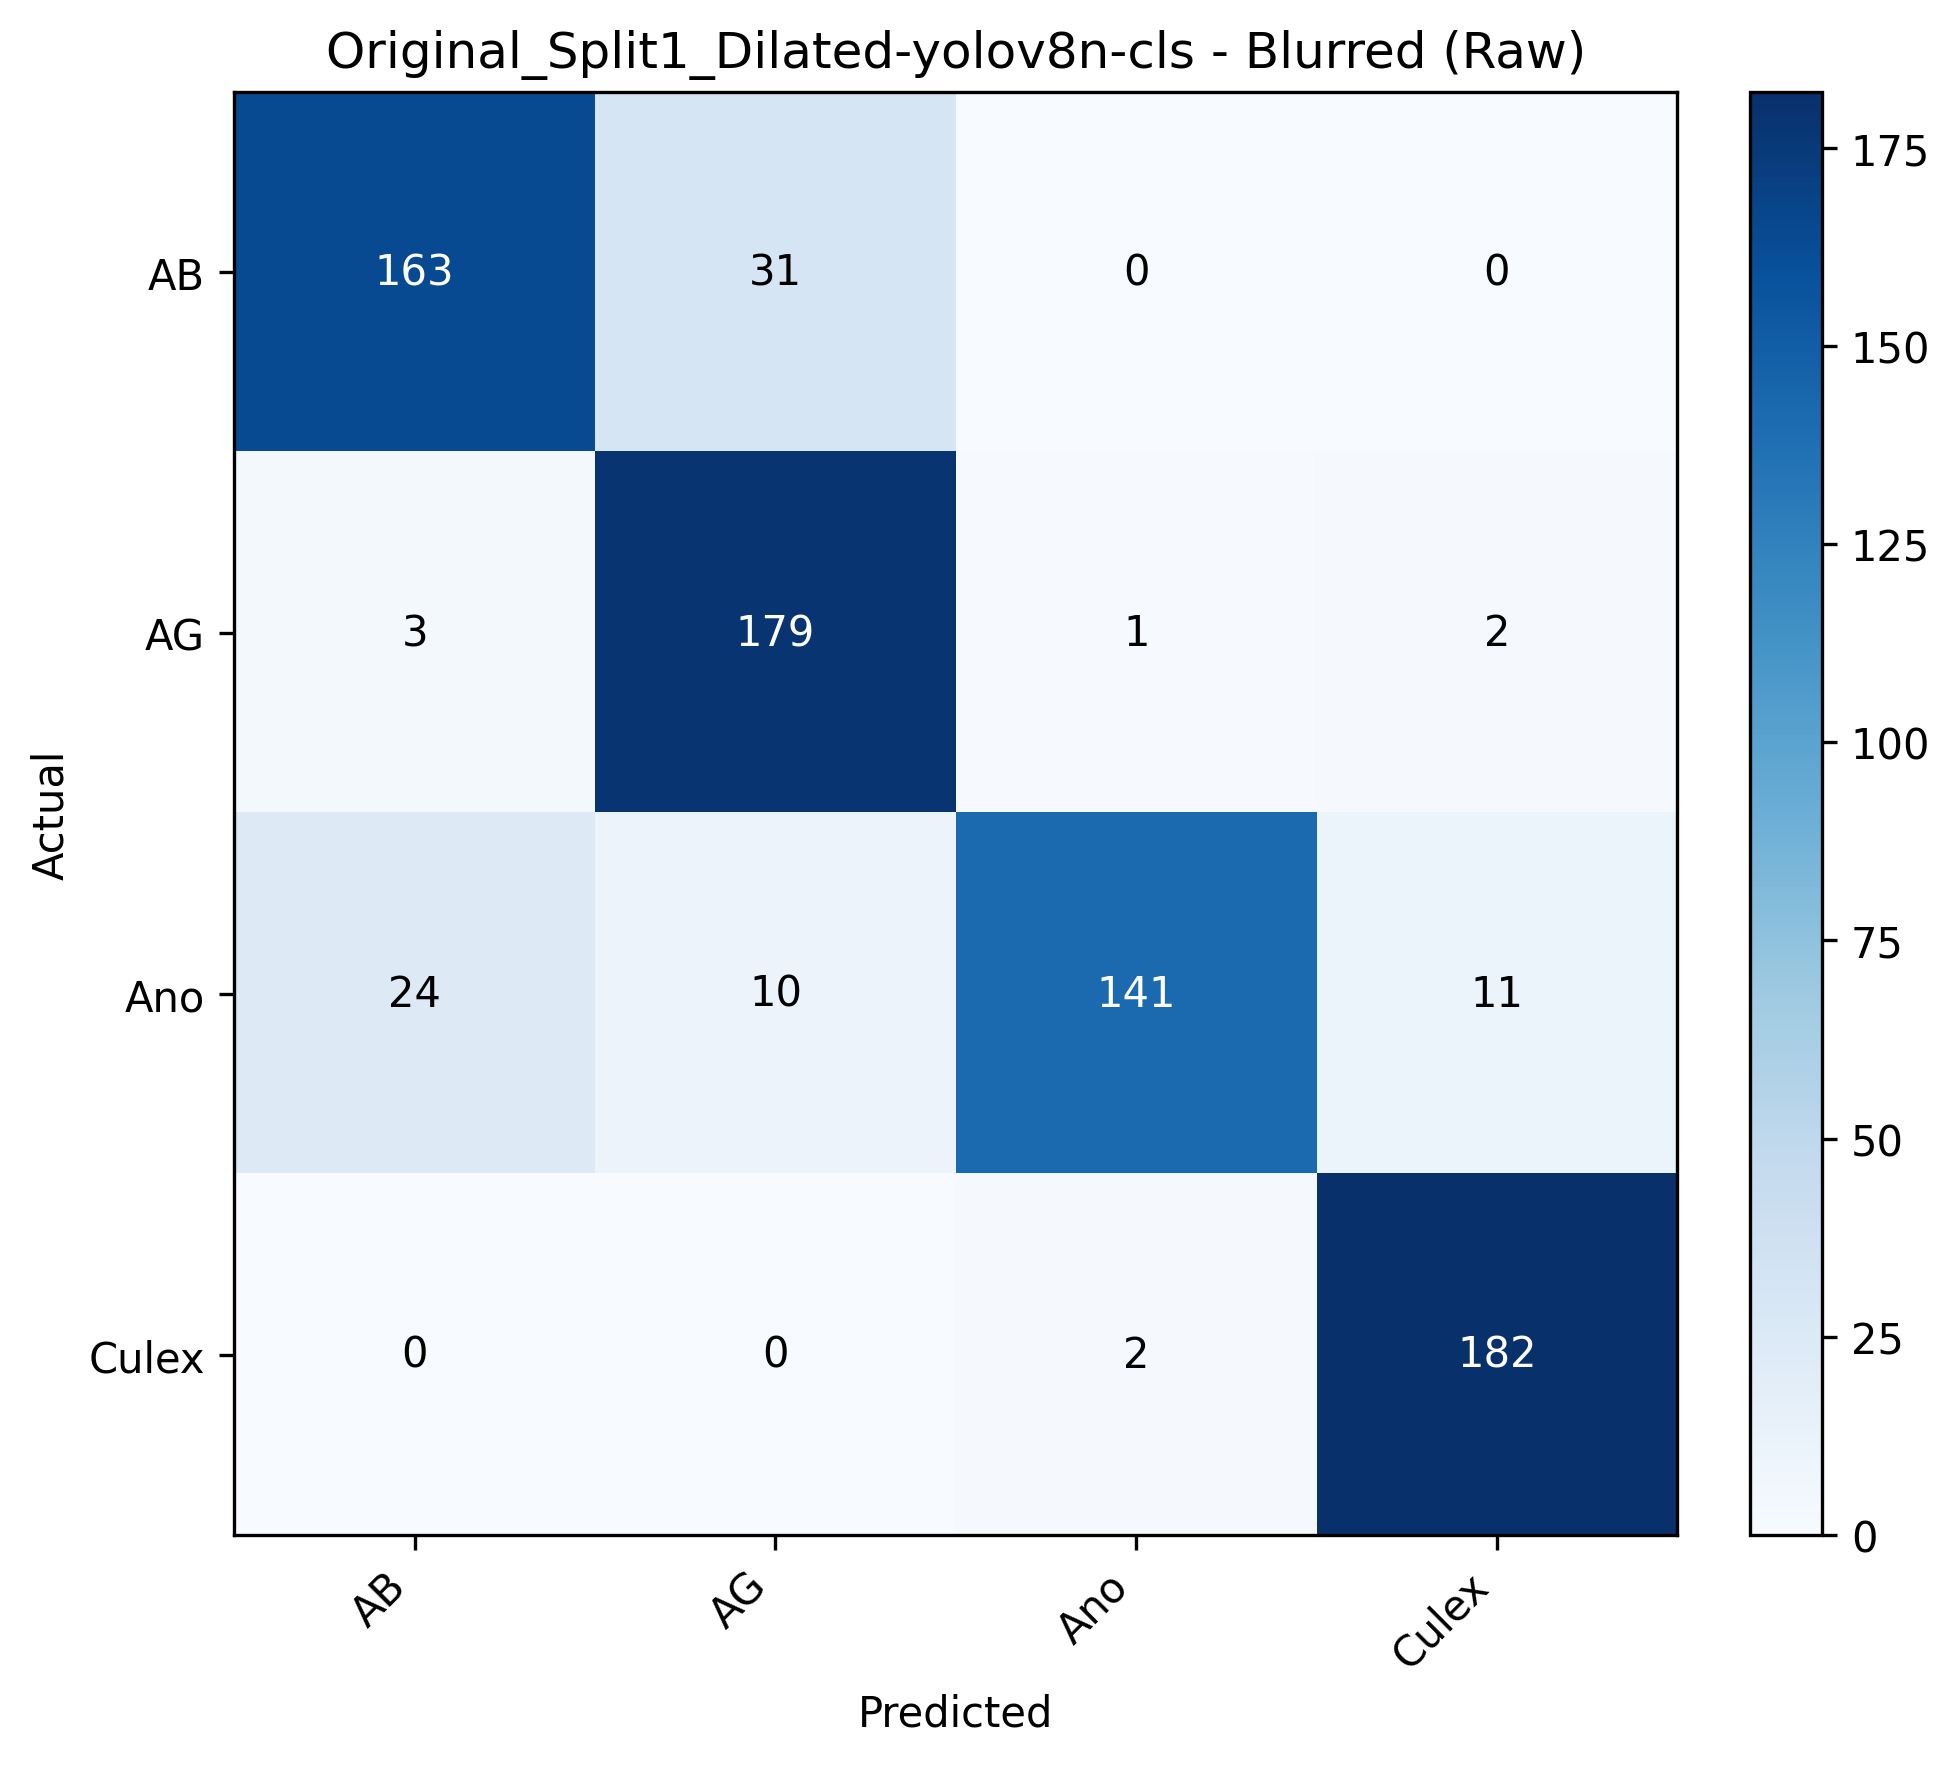 Original_Split1_Dilated-yolov8n-cls - Blurred (Raw)
Actual
AB 163 31 0 0
AG 3 179 1 2
Ano 24 10 141 11
Culex 0 0 2 182
AB AG Ano Culex
Predicted
175
150
125
100
75
50
25
0